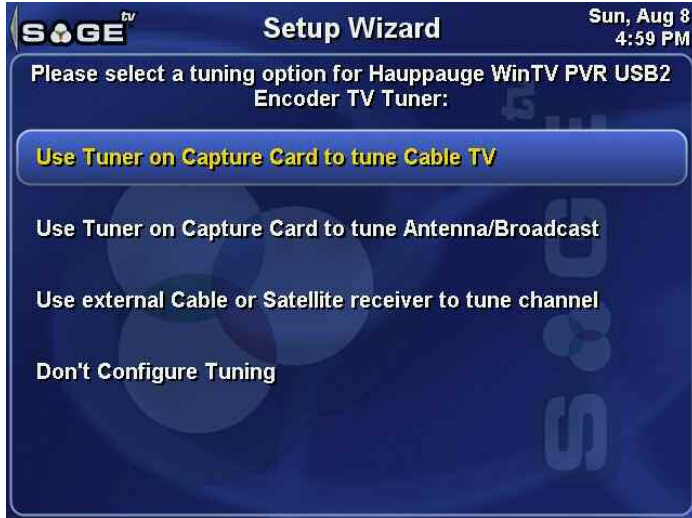 SAGE tv
Setup Wizard
Sun, Aug 8
4:59 PM
Please select a tuning option for Hauppauge WinTV PVR USB2
Encoder TV Tuner:
Use Tuner on Capture Card to tune Cable TV
Use Tuner on Capture Card to tune Antenna/Broadcast
Use external Cable or Satellite receiver to tune channel
Don't Configure Tuning
SAGE tv